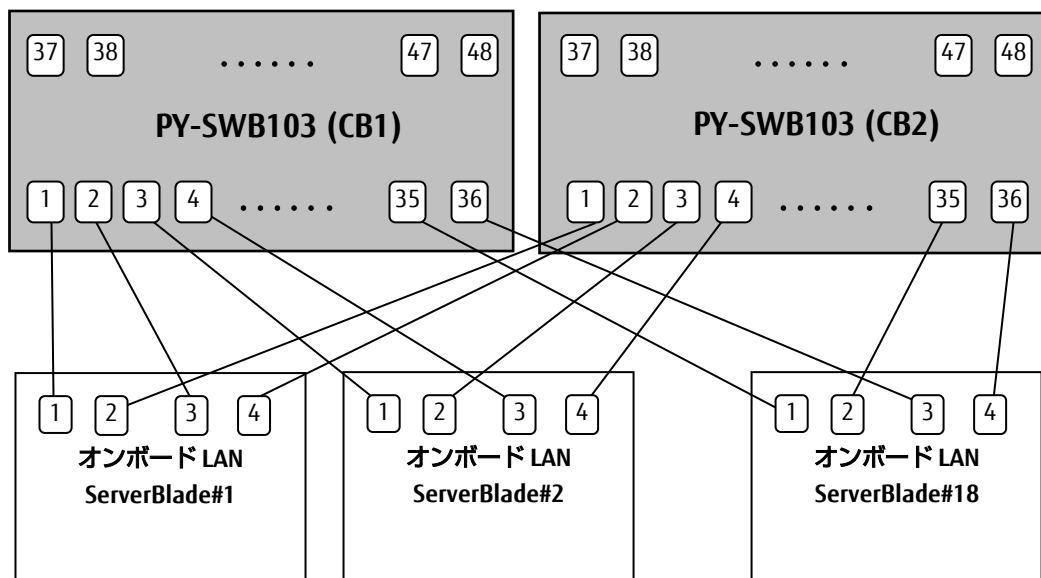 37 38 ・・・・・・ 47 48
PY-SWB103 (CB1)
1 2 3 4 ・・・・・・ 35 36
37 38 ・・・・・・ 47 48
PY-SWB103 (CB2)
1 2 3 4 ・・・・・・ 35 36
1 2 3 4
オンボード LAN
ServerBlade#1
1 2 3 4
オンボード LAN
ServerBlade#2
1 2 3 4
オンボード LAN
ServerBlade#18